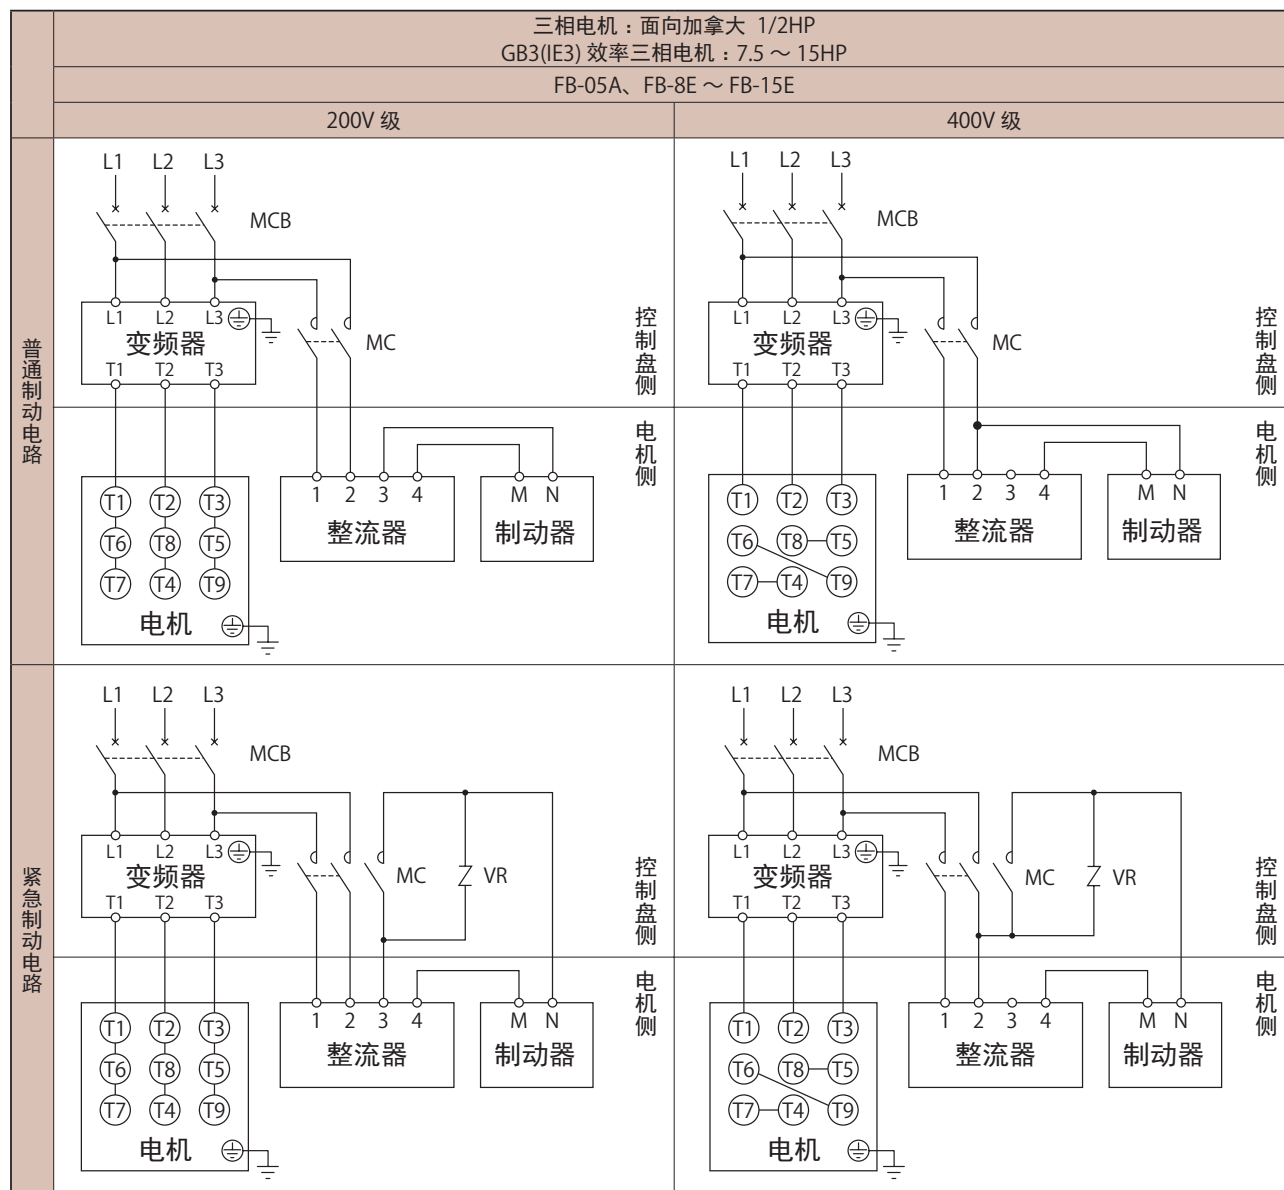 三相电机：面向加拿大 1/2HP
GB3(IE3) 效率三相电机：7.5 ～ 15HP
FB-05A、FB-8E ～ FB-15E
200V 级
400V 级
普通制动电路
L1 L2 L3
MCB
L1 L2 L3
变频器
T1 T2 T3
MC
控制盘侧
电机侧
T1 T2 T3
T6 T8 T5
T7 T4 T9
电机
1 2 3 4
整流器
M N
制动器
L1 L2 L3
MCB
L1 L2 L3
变频器
T1 T2 T3
MC
控制盘侧
电机侧
T1 T2 T3
T6 T8 T5
T7 T4 T9
电机
1 2 3 4
整流器
M N
制动器
紧急制动电路
L1 L2 L3
MCB
L1 L2 L3
变频器
T1 T2 T3
MC
VR
控制盘侧
电机侧
T1 T2 T3
T6 T8 T5
T7 T4 T9
电机
1 2 3 4
整流器
M N
制动器
L1 L2 L3
MCB
L1 L2 L3
变频器
T1 T2 T3
MC
VR
控制盘侧
电机侧
T1 T2 T3
T6 T8 T5
T7 T4 T9
电机
1 2 3 4
整流器
M N
制动器